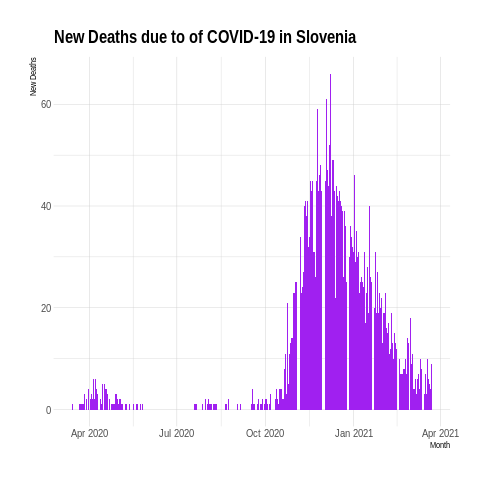 New Deaths due to of COVID-19 in Slovenia
New Deaths
60
40
20
0
Apr 2020 Jul 2020 Oct 2020 Jan 2021 Apr 2021
Month